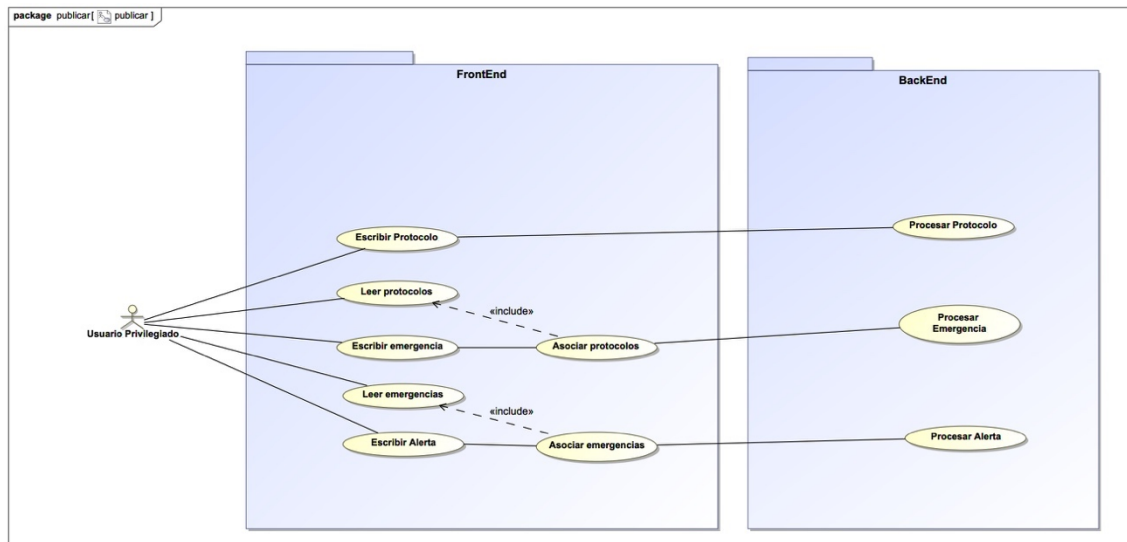 package publicar[ publicar ]
FrontEnd
BackEnd
Escribir Protocolo
Procesar Protocolo
Leer protocolos
«include»
Usuario Privilegiado
Escribir emergencia
Asociar protocolos
Procesar
Emergencia
Leer emergencias
«include»
Escribir Alerta
Asociar emergencias
Procesar Alerta